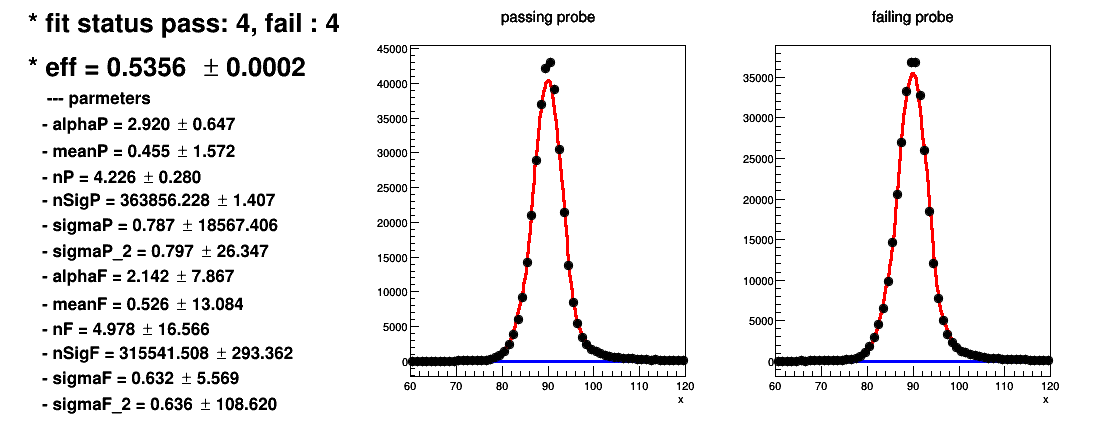 * fit status pass: 4, fail : 4
* eff = 0.5356 ± 0.0002
--- parmeters
- alphaP = 2.920 ± 0.647
- meanP = 0.455 ± 1.572
- nP = 4.226 ± 0.280
- nSigP = 363856.228 ± 1.407
- sigmaP = 0.787 ± 18567.406
- sigmaP_2 = 0.797 ± 26.347
- alphaF = 2.142 ± 7.867
- meanF = 0.526 ± 13.084
- nF = 4.978 ± 16.566
- nSigF = 315541.508 ± 293.362
- sigmaF = 0.632 ± 5.569
- sigmaF_2 = 0.636 ± 108.620
passing probe
45000
40000
35000
30000
25000
20000
15000
10000
5000
0
60 70 80 90 100 110 120
x
failing probe
35000
30000
25000
20000
15000
10000
5000
0
60 70 80 90 100 110 120
x